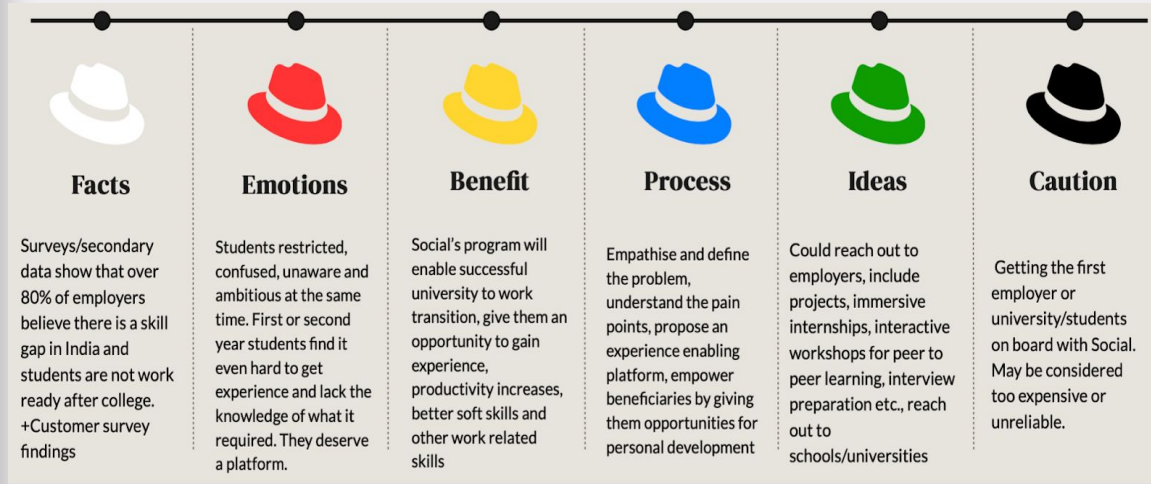 Facts
Surveys/secondary
data show that over
80% of employers
believe there is a skill
gap in India and
students are not work
ready after college.
+Customer survey
findings
Emotions
Students restricted,
confused, unaware and
ambitious at the same
time. First or second
year students find it
even hard to get
experience and lack the
knowledge of what it
required. They deserve
a platform.
Benefit
Social's program will
enable successful
university to work
transition, give them an
opportunity to gain
experience,
productivity increases,
better soft skills and
other work related
skills
Process
Empathise and define
the problem,
understand the pain
points, propose an
experience enabling
platform, empower
beneficiaries by giving
them opportunities for
personal development
Ideas
Could reach out to
employers, include
projects, immersive
internships, interactive
workshops for peer to
peer learning, interview
preparation etc., reach
out to
schools/universities
Caution
Getting the first
employer or
university/students
on board with Social.
May be considered
too expensive or
unreliable.